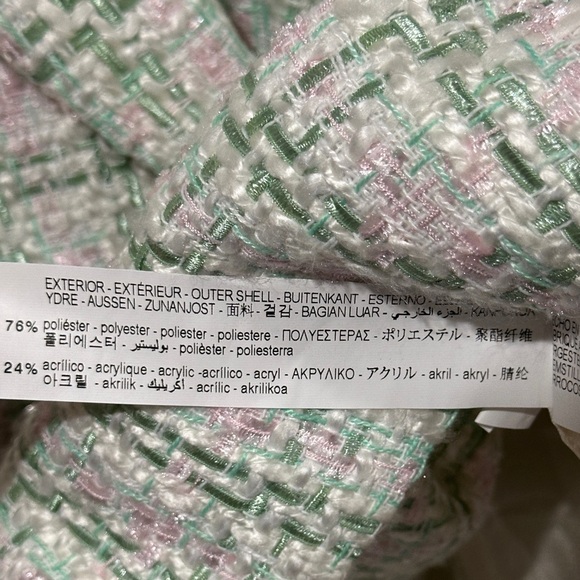 EXTERIOR - EXTÉRIEUR - OUTER SHELL - BUITENKANT - ESTERNO
YDRE - AUSSEN - ZUNANJOST - 面料 - 겉감 - BAGIAN LUAR - الجزء الخارجي
76% poliéster - polyester - poliester - poliestere - ΠΟΛΥΕΣΤΕΡΑΣ - ポリエステル - 聚酯纤维
폴리에스터 - بوليستير - polièster - poliesterra
24% acrílico - acrylique - acrylic -acrílico - acryl - ΑΚΡΥΛΙΚΟ - アクリル - akril - akryl - 腈纶
아크릴 - akrilik - اكريليك - acrílic - akrilikoa